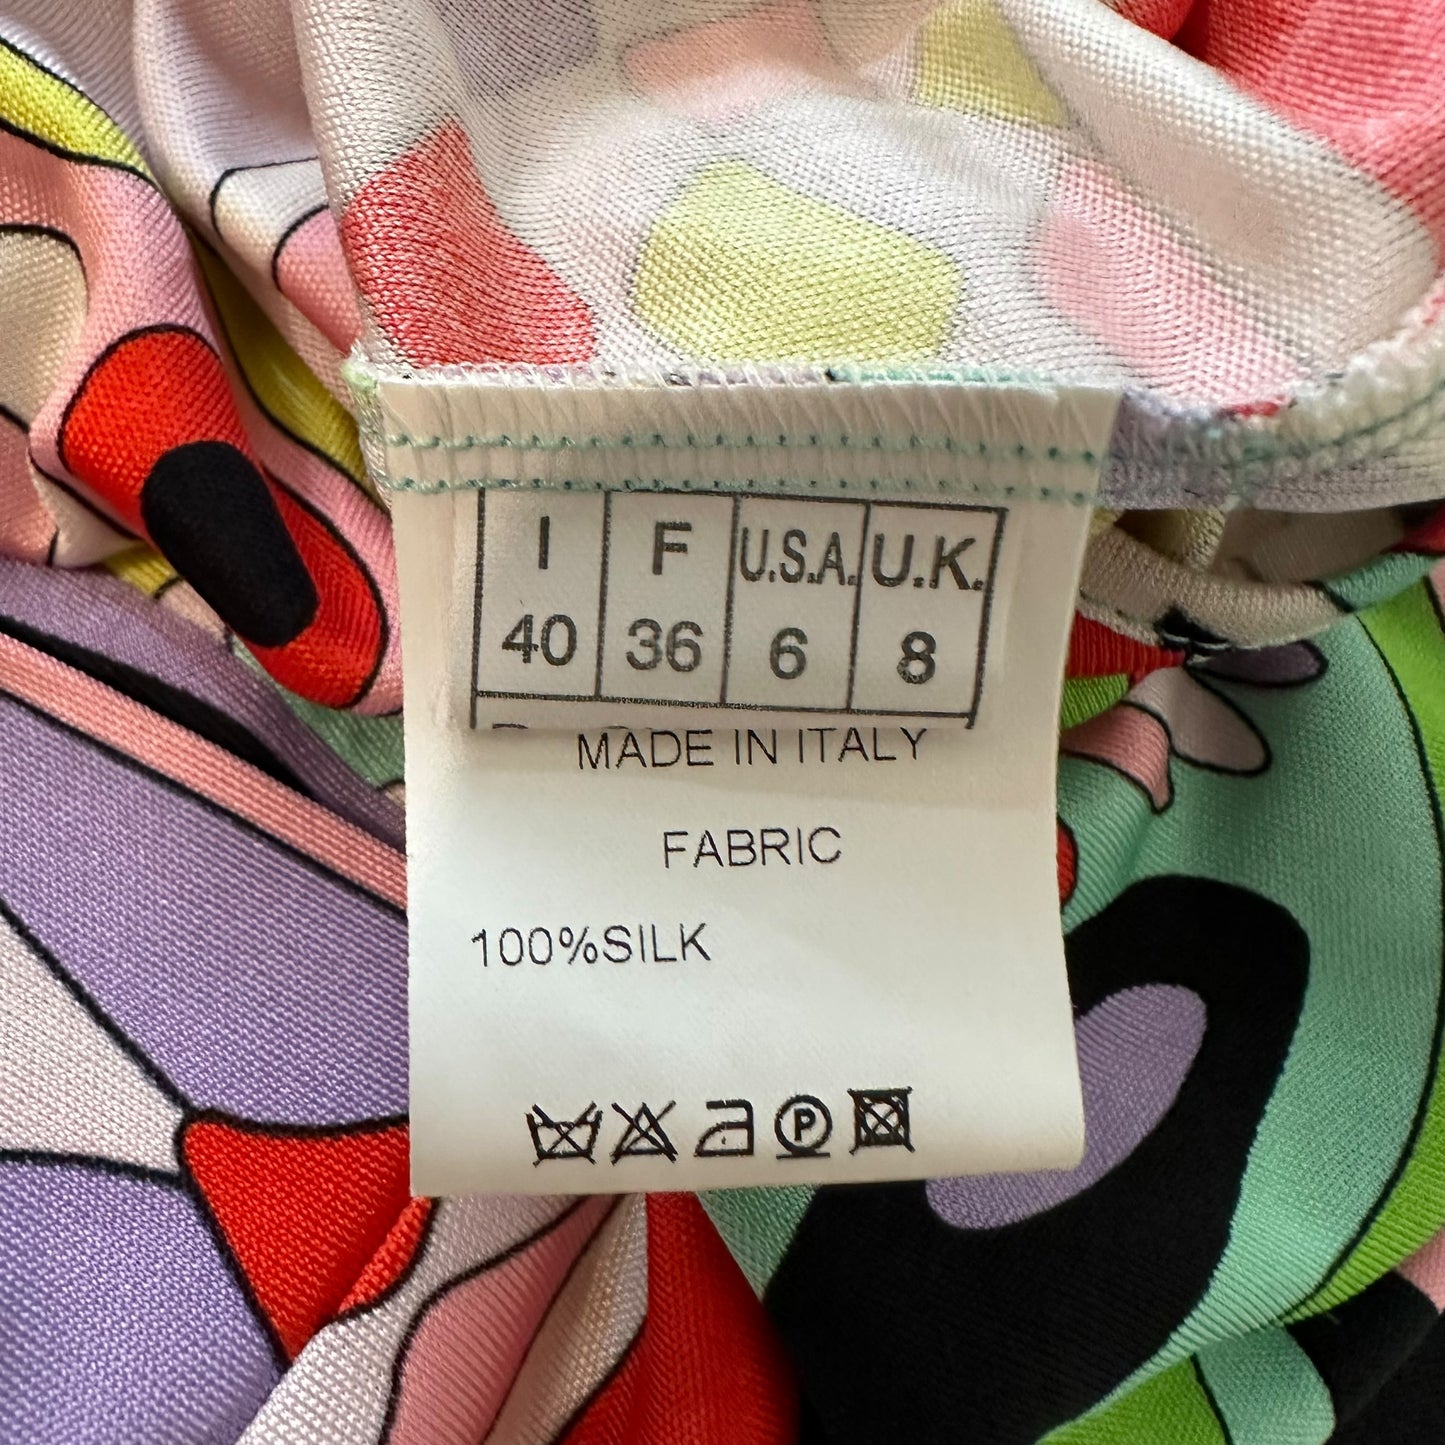 I F U.S.A. U.K.
40 36 6 8
MADE IN ITALY
FABRIC
100%SILK
P